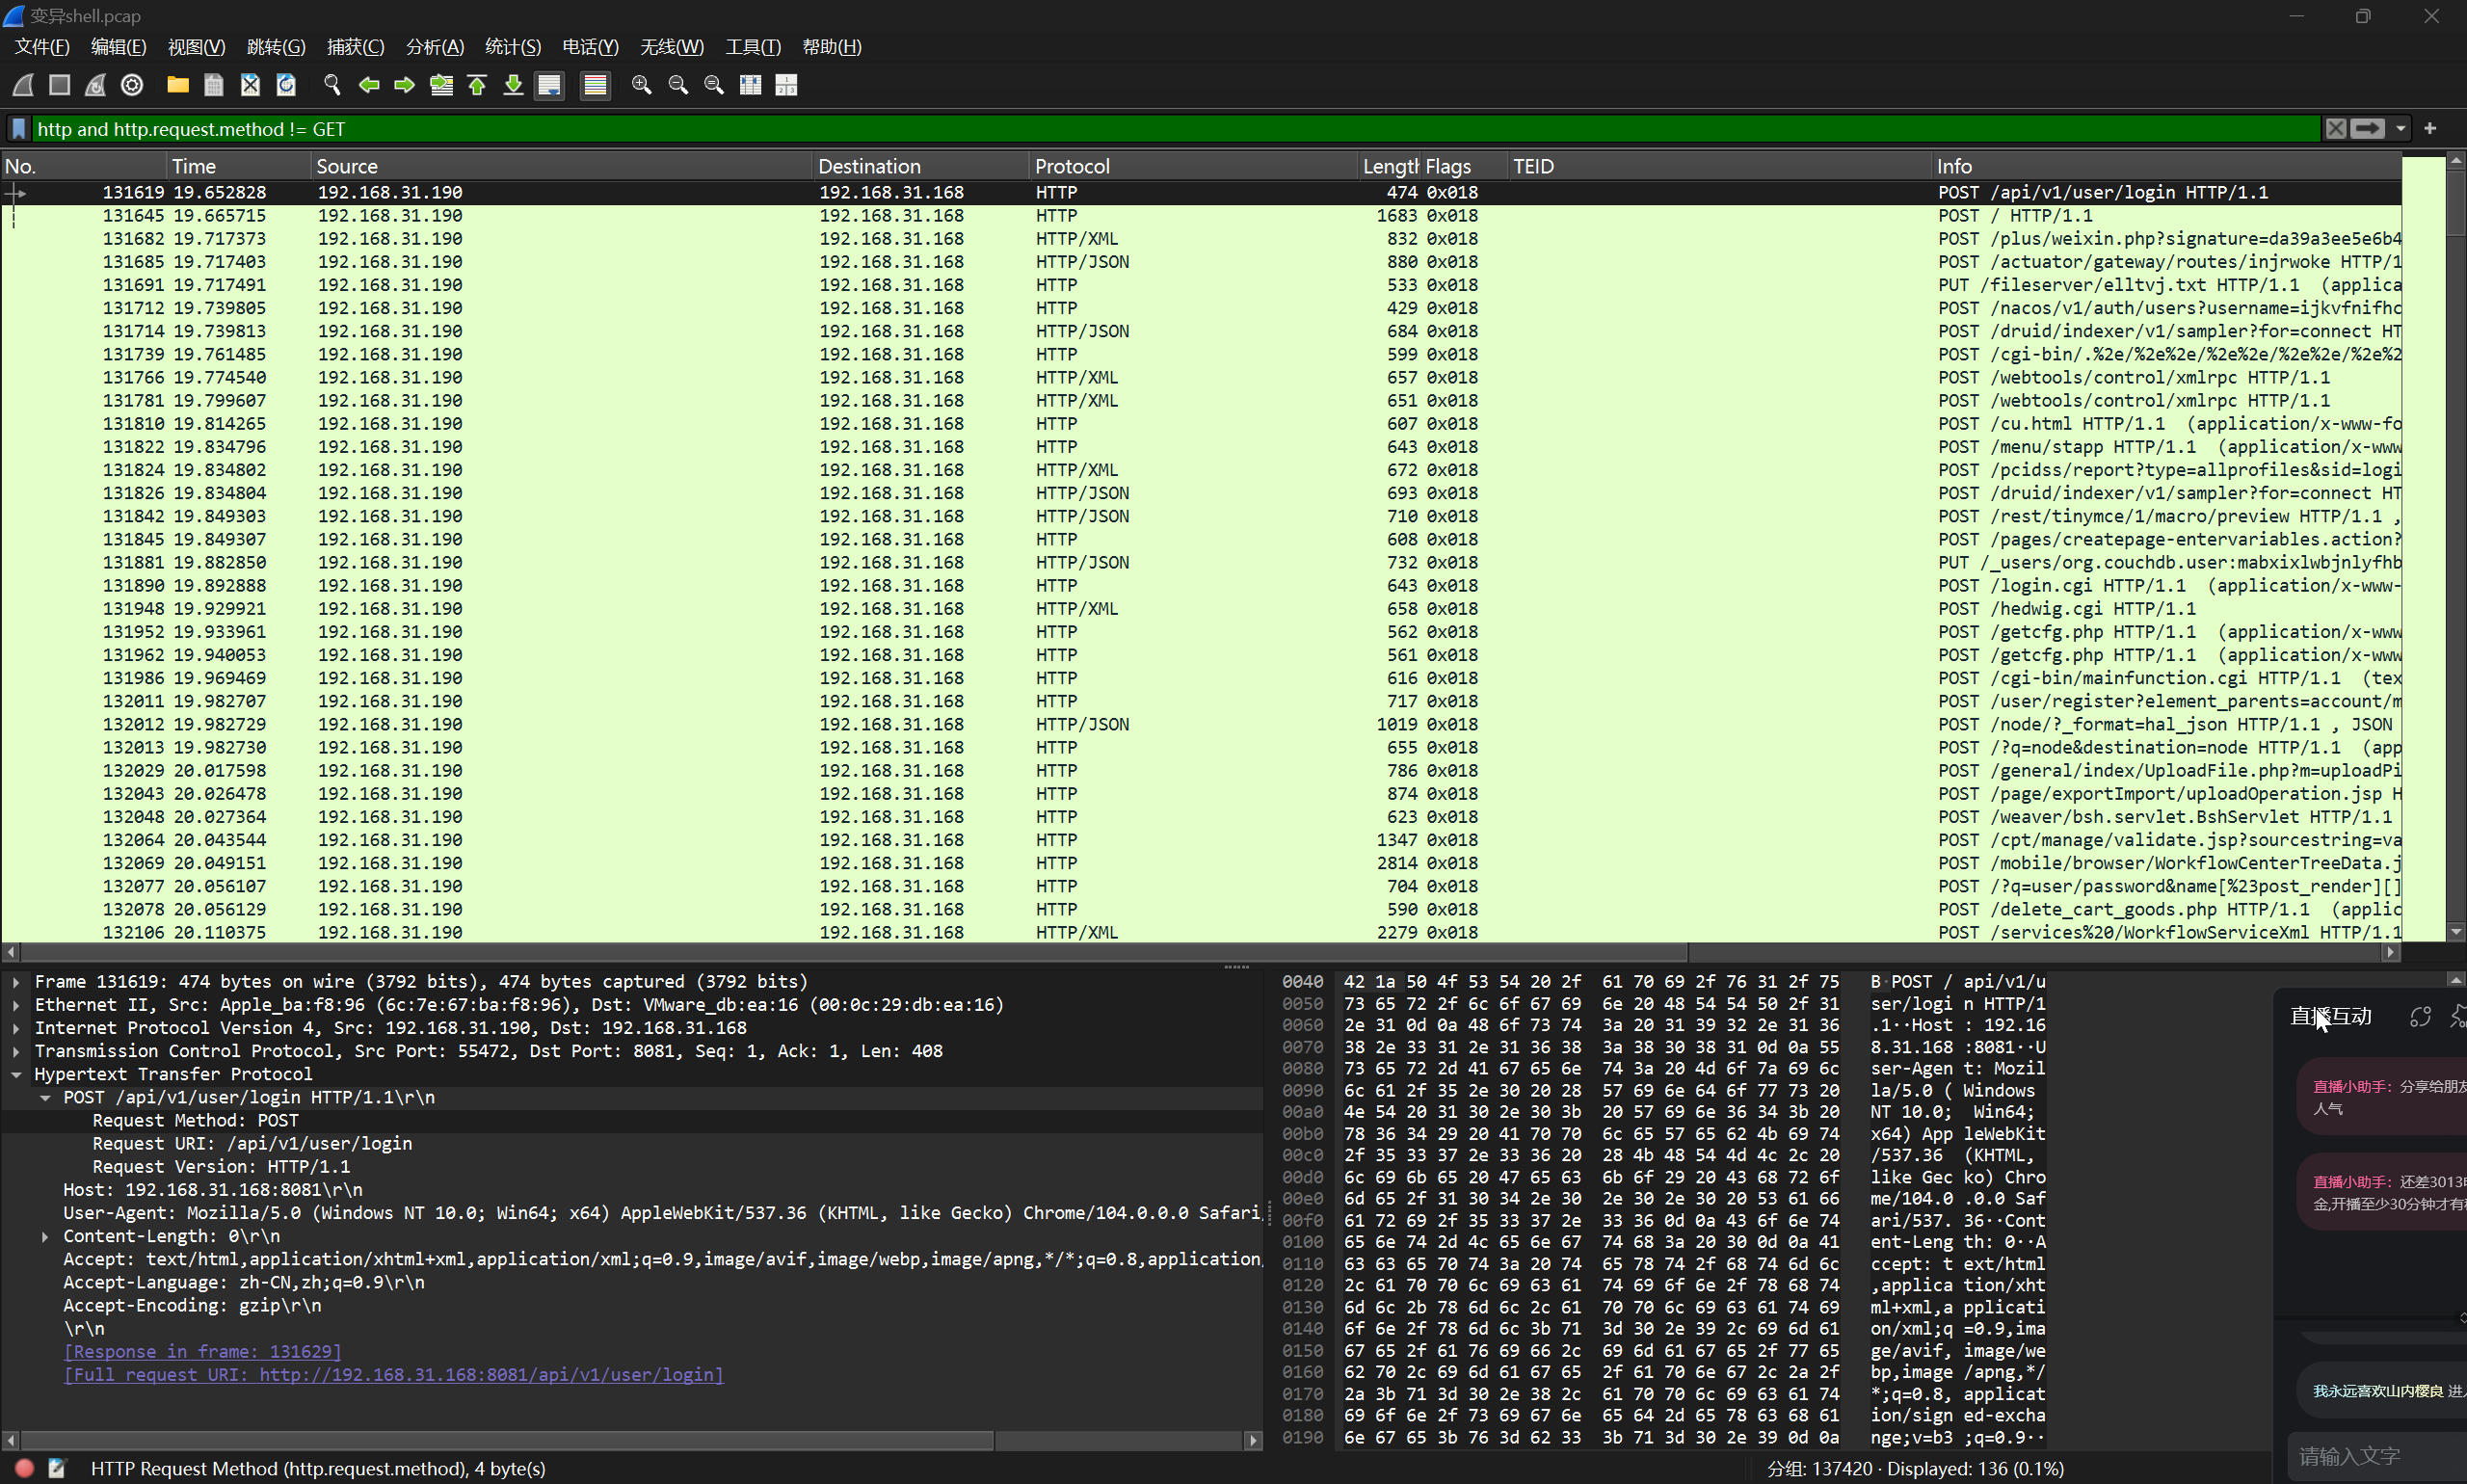 变异shell.pcap
文件(F) 编辑(E) 视图(V) 跳转(G) 捕获(C) 分析(A) 统计(S) 电话(Y) 无线(W) 工具(T) 帮助(H)
http and http.request.method != GET
No. Time Source Destination Protocol Lengtl Flags TEID Info
131619 19.652828 192.168.31.190 192.168.31.168 HTTP 474 0x018 POST /api/v1/user/login HTTP/1.1
131645 19.665715 192.168.31.190 192.168.31.168 HTTP 1683 0x018 POST / HTTP/1.1
131682 19.717373 192.168.31.190 192.168.31.168 HTTP/XML 832 0x018 POST /plus/weixin.php?signature=da39a3ee5e6b4
131685 19.717403 192.168.31.190 192.168.31.168 HTTP/JSON 880 0x018 POST /actuator/gateway/routes/injrwoke HTTP/1
131691 19.717491 192.168.31.190 192.168.31.168 HTTP 533 0x018 PUT /fileserver/elltvj.txt HTTP/1.1 (applica
131712 19.739805 192.168.31.190 192.168.31.168 HTTP 429 0x018 POST /nacos/v1/auth/users?username=ijkvfnifhc
131714 19.739813 192.168.31.190 192.168.31.168 HTTP/JSON 684 0x018 POST /druid/indexer/v1/sampler?for=connect HT
131739 19.761485 192.168.31.190 192.168.31.168 HTTP 599 0x018 POST /cgi-bin/.%2e/%2e%2e/%2e%2e/%2e%2e/%2e%2
131766 19.774540 192.168.31.190 192.168.31.168 HTTP/XML 657 0x018 POST /webtools/control/xmlrpc HTTP/1.1
131781 19.799607 192.168.31.190 192.168.31.168 HTTP/XML 651 0x018 POST /webtools/control/xmlrpc HTTP/1.1
131810 19.814265 192.168.31.190 192.168.31.168 HTTP 607 0x018 POST /cu.html HTTP/1.1 (application/x-www-fo
131822 19.834796 192.168.31.190 192.168.31.168 HTTP 643 0x018 POST /menu/stapp HTTP/1.1 (application/x-www
131824 19.834802 192.168.31.190 192.168.31.168 HTTP/XML 672 0x018 POST /pcidss/report?type=allprofiles&sid=logi
131826 19.834804 192.168.31.190 192.168.31.168 HTTP/JSON 693 0x018 POST /druid/indexer/v1/sampler?for=connect HT
131842 19.849303 192.168.31.190 192.168.31.168 HTTP/JSON 710 0x018 POST /rest/tinymce/1/macro/preview HTTP/1.1 ,
131845 19.849307 192.168.31.190 192.168.31.168 HTTP 608 0x018 POST /pages/createpage-entervariables.action?
131881 19.882850 192.168.31.190 192.168.31.168 HTTP/JSON 732 0x018 PUT /_users/org.couchdb.user:mabxixlwbjnlyfhb
131890 19.892888 192.168.31.190 192.168.31.168 HTTP 643 0x018 POST /login.cgi HTTP/1.1 (application/x-www-
131948 19.929921 192.168.31.190 192.168.31.168 HTTP/XML 658 0x018 POST /hedwig.cgi HTTP/1.1
131952 19.933961 192.168.31.190 192.168.31.168 HTTP 562 0x018 POST /getcfg.php HTTP/1.1 (application/x-www
131962 19.940053 192.168.31.190 192.168.31.168 HTTP 561 0x018 POST /getcfg.php HTTP/1.1 (application/x-www
131986 19.969469 192.168.31.190 192.168.31.168 HTTP 616 0x018 POST /cgi-bin/mainfunction.cgi HTTP/1.1 (tex
132011 19.982707 192.168.31.190 192.168.31.168 HTTP 717 0x018 POST /user/register?element_parents=account/m
132012 19.982729 192.168.31.190 192.168.31.168 HTTP/JSON 1019 0x018 POST /node/?_format=hal_json HTTP/1.1 , JSON
132013 19.982730 192.168.31.190 192.168.31.168 HTTP 655 0x018 POST /?q=node&destination=node HTTP/1.1 (app
132029 20.017598 192.168.31.190 192.168.31.168 HTTP 786 0x018 POST /general/index/UploadFile.php?m=uploadPi
132043 20.026478 192.168.31.190 192.168.31.168 HTTP 874 0x018 POST /page/exportImport/uploadOperation.jsp H
132048 20.027364 192.168.31.190 192.168.31.168 HTTP 623 0x018 POST /weaver/bsh.servlet.BshServlet HTTP/1.1
132064 20.043544 192.168.31.190 192.168.31.168 HTTP 1347 0x018 POST /cpt/manage/validate.jsp?sourcestring=va
132069 20.049151 192.168.31.190 192.168.31.168 HTTP 2814 0x018 POST /mobile/browser/WorkflowCenterTreeData.j
132077 20.056107 192.168.31.190 192.168.31.168 HTTP 704 0x018 POST /?q=user/password&name[%23post_render][]
132078 20.056129 192.168.31.190 192.168.31.168 HTTP 590 0x018 POST /delete_cart_goods.php HTTP/1.1 (applic
132106 20.110375 192.168.31.190 192.168.31.168 HTTP/XML 2279 0x018 POST /services%20/WorkflowServiceXml HTTP/1.1
Frame 131619: 474 bytes on wire (3792 bits), 474 bytes captured (3792 bits)
Ethernet II, Src: Apple_ba:f8:96 (6c:7e:67:ba:f8:96), Dst: VMware_db:ea:16 (00:0c:29:db:ea:16)
Internet Protocol Version 4, Src: 192.168.31.190, Dst: 192.168.31.168
Transmission Control Protocol, Src Port: 55472, Dst Port: 8081, Seq: 1, Ack: 1, Len: 408
Hypertext Transfer Protocol
POST /api/v1/user/login HTTP/1.1\r\n
Request Method: POST
Request URI: /api/v1/user/login
Request Version: HTTP/1.1
Host: 192.168.31.168:8081\r\n
User-Agent: Mozilla/5.0 (Windows NT 10.0; Win64; x64) AppleWebKit/537.36 (KHTML, like Gecko) Chrome/104.0.0.0 Safari
Content-Length: 0\r\n
Accept: text/html,application/xhtml+xml,application/xml;q=0.9,image/avif,image/webp,image/apng,*/*;q=0.8,application
Accept-Language: zh-CN,zh;q=0.9\r\n
Accept-Encoding: gzip\r\n
\r\n
[Response in frame: 131629]
[Full request URI: http://192.168.31.168:8081/api/v1/user/login]
0040 42 1a 50 4f 53 54 20 2f 61 70 69 2f 76 31 2f 75 B·POST / api/v1/u
0050 73 65 72 2f 6c 6f 67 69 6e 20 48 54 54 50 2f 31 ser/logi n HTTP/1
0060 2e 31 0d 0a 48 6f 73 74 3a 20 31 39 32 2e 31 36 .1··Host : 192.16
0070 38 2e 33 31 2e 31 36 38 3a 38 30 38 31 0d 0a 55 8.31.168 :8081··U
0080 73 65 72 2d 41 67 65 6e 74 3a 20 4d 6f 7a 69 6c ser-Agen t: Mozil
0090 6c 61 2f 35 2e 30 20 28 57 69 6e 64 6f 77 73 20 la/5.0 ( Windows
00a0 4e 54 20 31 30 2e 30 3b 20 57 69 6e 36 34 3b 20 NT 10.0; Win64;
00b0 78 36 34 29 20 41 70 70 6c 65 57 65 62 4b 69 74 x64) App leWebKit
00c0 2f 35 33 37 2e 33 36 20 28 4b 48 54 4d 4c 2c 20 /537.36 (KHTML,
00d0 6c 69 6b 65 20 47 65 63 6b 6f 29 20 43 68 72 6f like Gec ko) Chro
00e0 6d 65 2f 31 30 34 2e 30 2e 30 2e 30 20 53 61 66 me/104.0 .0.0 Saf
00f0 61 72 69 2f 35 33 37 2e 33 36 0d 0a 43 6f 6e 74 ari/537. 36··Cont
0100 65 6e 74 2d 4c 65 6e 67 74 68 3a 20 30 0d 0a 41 ent-Leng th: 0··A
0110 63 63 65 70 74 3a 20 74 65 78 74 2f 68 74 6d 6c ccept: t ext/html
0120 2c 61 70 70 6c 69 63 61 74 69 6f 6e 2f 78 68 74 ,applica tion/xht
0130 6d 6c 2b 78 6d 6c 2c 61 70 70 6c 69 63 61 74 69 ml+xml,a pplicati
0140 6f 6e 2f 78 6d 6c 3b 71 3d 30 2e 39 2c 69 6d 61 on/xml;q =0.9,ima
0150 67 65 2f 61 76 69 66 2c 69 6d 61 67 65 2f 77 65 ge/avif, image/we
0160 62 70 2c 69 6d 61 67 65 2f 61 70 6e 67 2c 2a 2f bp,image /apng,*/
0170 2a 3b 71 3d 30 2e 38 2c 61 70 70 6c 69 63 61 74 *;q=0.8, applicat
0180 69 6f 6e 2f 73 69 67 6e 65 64 2d 65 78 63 68 61 ion/sign ed-excha
0190 6e 67 65 3b 76 3d 62 33 3b 71 3d 30 2e 39 0d 0a nge;v=b3 ;q=0.9··
直播互动
直播小助手：分享给朋友
人气
直播小助手：还差3013
金,开播至少30分钟才有
我永远喜欢山内樱良 进
请输入文字
HTTP Request Method (http.request.method), 4 byte(s)
分组: 137420 · Displayed: 136 (0.1%)